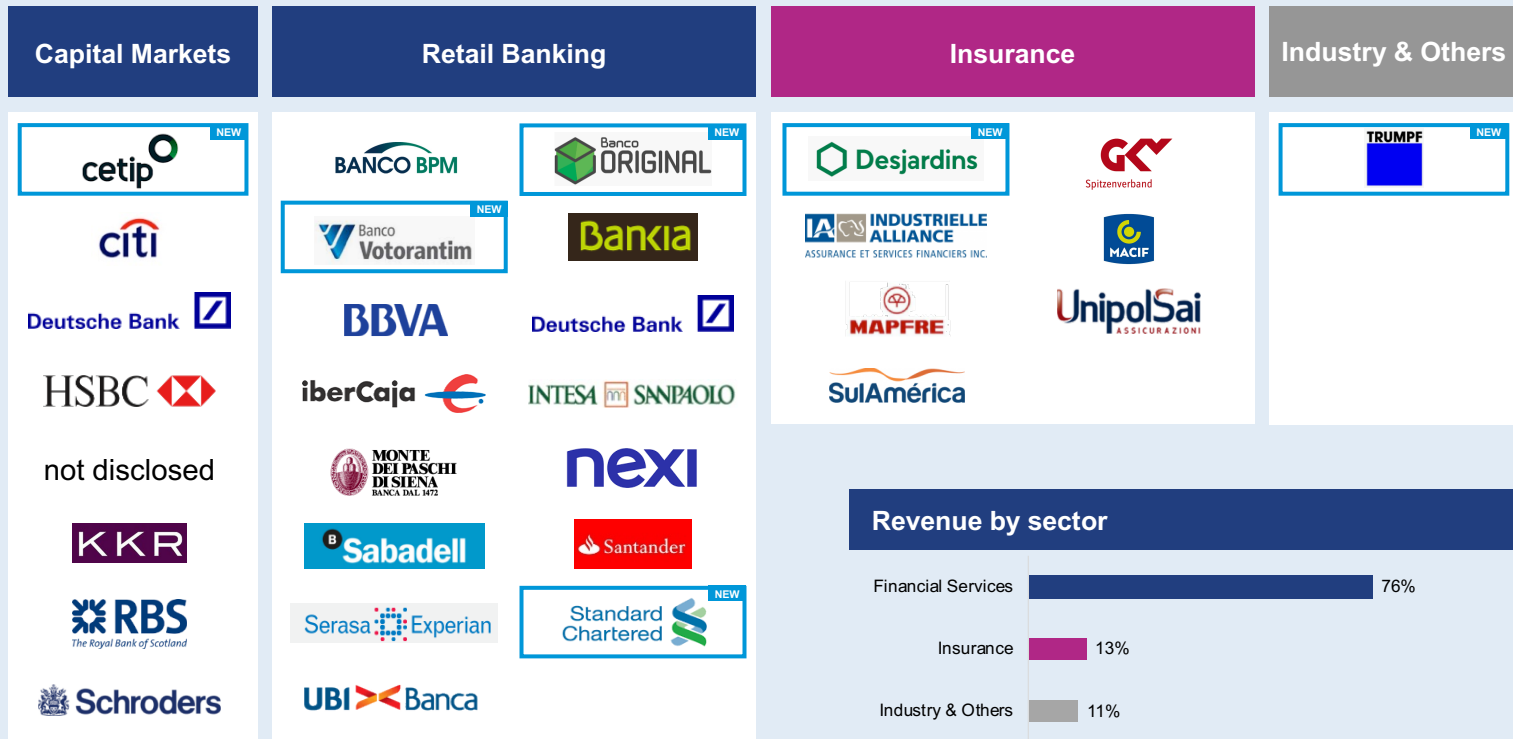 Capital Markets
Retail Banking
Insurance
Industry & Others
NEW
cetip
citi
Deutsche Bank
HSBC
not disclosed
KKR
RBS
The Royal Bank of Scotland
Schroders
BANCO BPM
NEW
Banco
ORIGINAL
NEW
Banco
Votorantim
Bankia
BBVA
Deutsche Bank
iberCaja
INTESA SANPAOLO
MONTE
DEI PASCHI
DI SIENA
BANCA DAL 1472
nexi
B Sabadell
Santander
Serasa Experian
NEW
Standard
Chartered
UBI Banca
NEW
Desjardins
GKV
Spitzenverband
IA INDUSTRIELLE
ALLIANCE
ASSURANCE ET SERVICES FINANCIERS INC.
MACIF
MAPFRE
UnipolSai
ASSICURAZIONI
SulAmérica
NEW
TRUMPF
Revenue by sector
Financial Services 76%
Insurance 13%
Industry & Others 11%